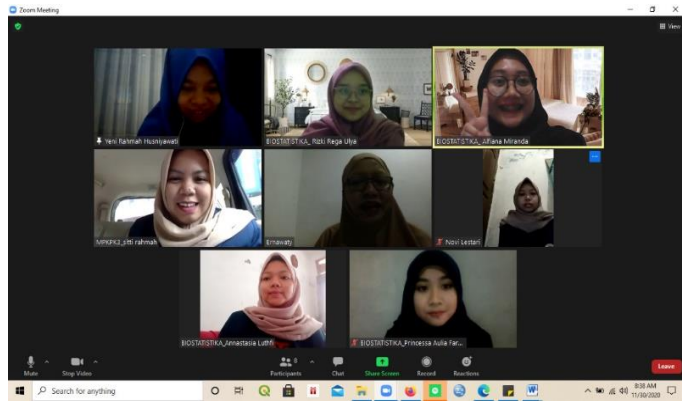 Zoom Meeting
View
Yeni Rahmah Husniyawati
BIOSTATISTIKA_ Rizki Rega Ulya
BIOSTATISTIKA_ Alfiana Miranda
MPKPK3_sitti rahmah
Ernawaty
Novi Lestari
BIOSTATISTIKA_Annastasia Luthfi
BIOSTATISTIKA_Princessa Aulia Far...
8
Mute
Stop Video
Participants
Chat
Share Screen
Record
Reactions
Leave
Search for anything
8:38 AM
11/30/2020